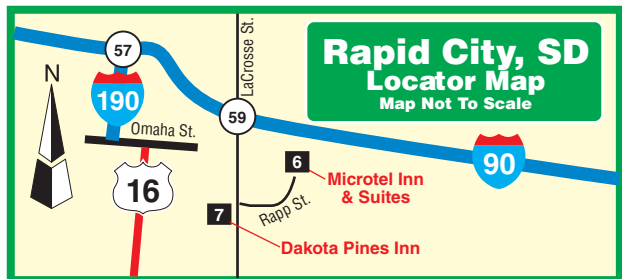 Rapid City, SD
Locator Map
Map Not To Scale
57
LaCrosse St.
N
190
Omaha St.
59
16
90
6
Microtel Inn
& Suites
Rapp St.
7
Dakota Pines Inn